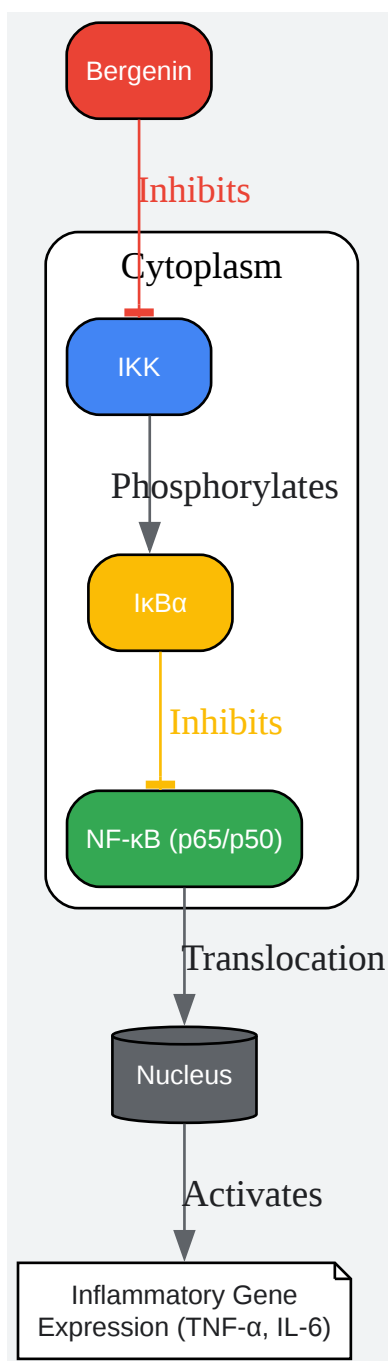 Bergenin
Inhibits
Cytoplasm
IKK
Phosphorylates
IκBα
Inhibits
NF-κB (p65/p50)
Translocation
Nucleus
Activates
Inflammatory Gene
Expression (TNF-α, IL-6)